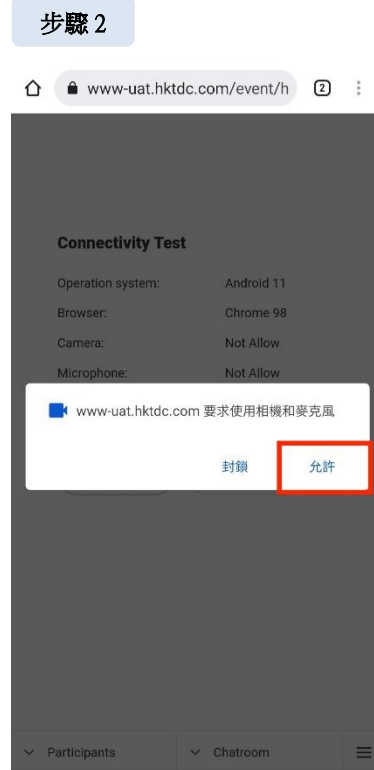 步驟 2
www-uat.hktdc.com/event/h
2
Connectivity Test
Operation system: Android 11
Browser: Chrome 98
Camera: Not Allow
Microphone: Not Allow
www-uat.hktdc.com 要求使用相機和麥克風
封鎖 允許
Participants Chatroom